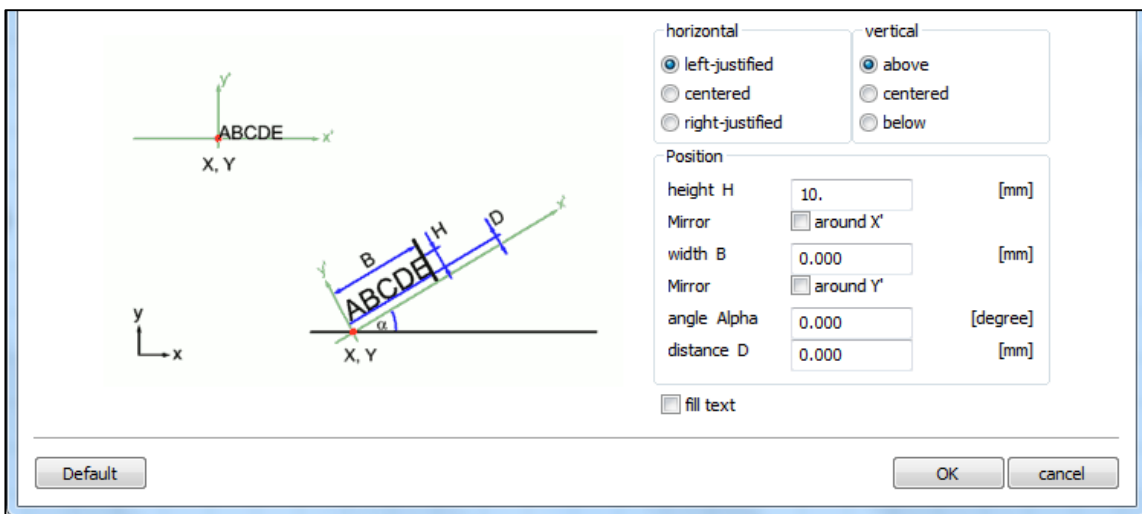 horizontal
left-justified
centered
right-justified
vertical
above
centered
below
y'
ABCDE
x'
X, Y
Position
height H 10. [mm]
Mirror around X'
width B 0.000 [mm]
Mirror around Y'
angle Alpha 0.000 [degree]
distance D 0.000 [mm]
fill text
B
H
D
x'
y'
ABCDE
α
X, Y
y
x
Default
OK
cancel